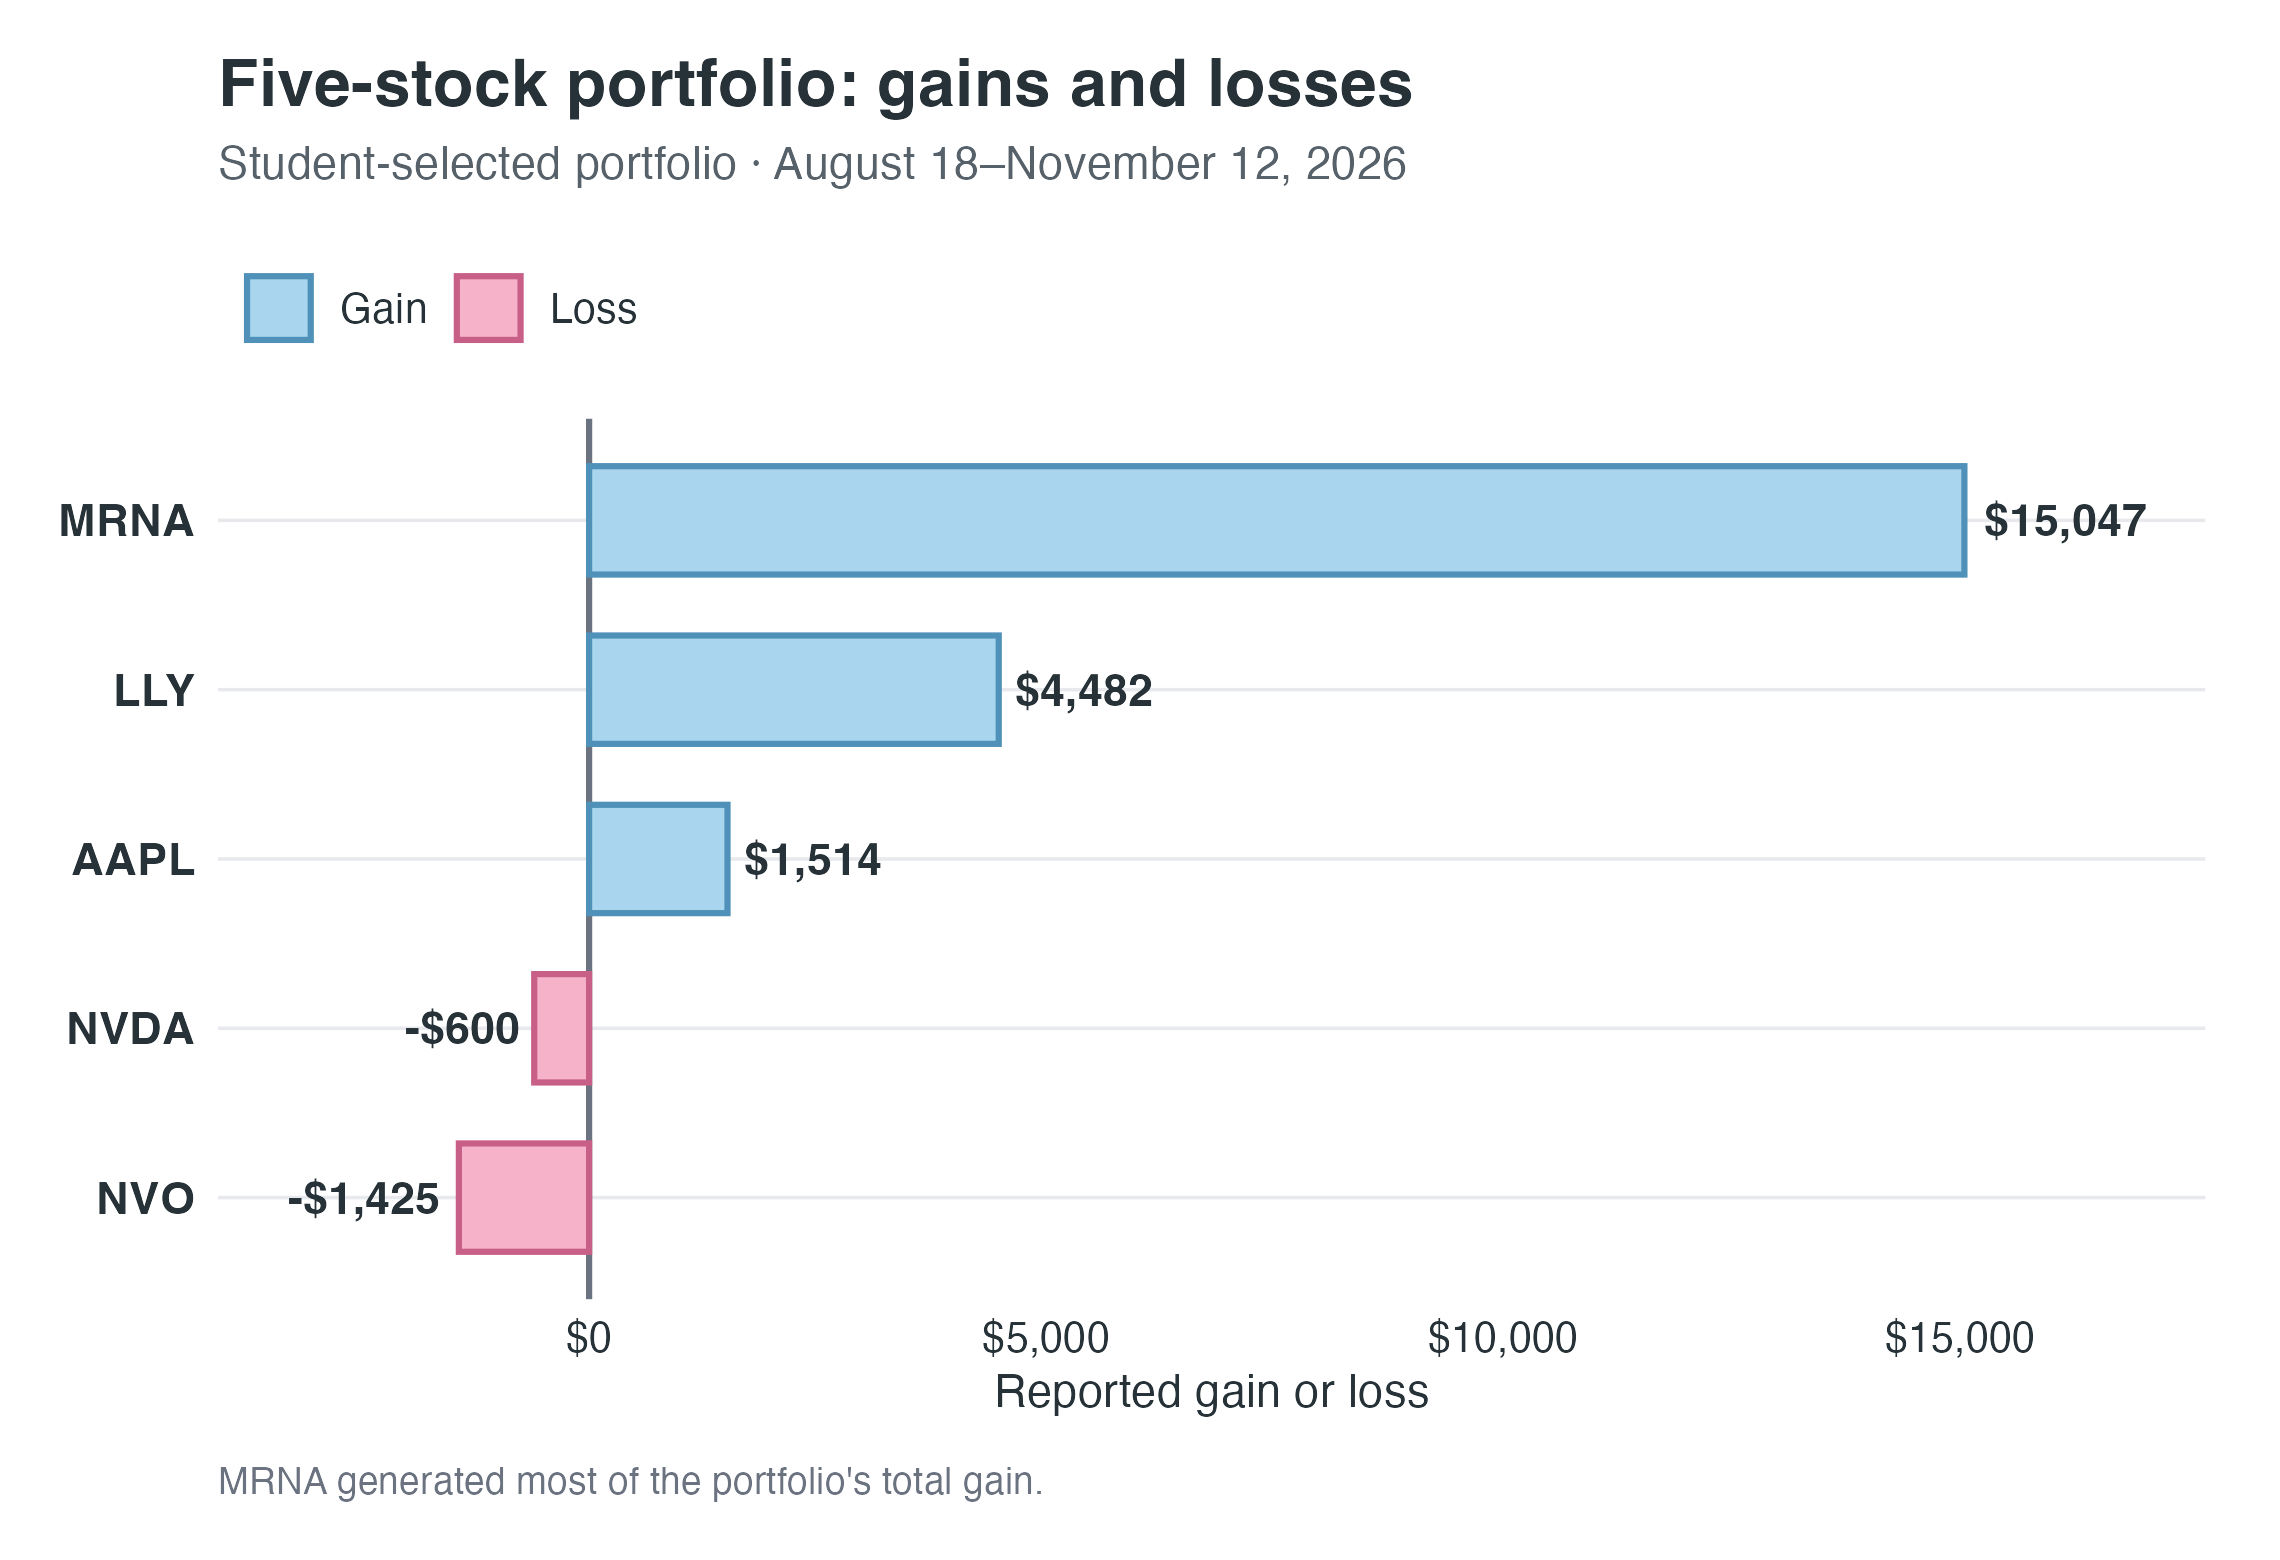 Five-stock portfolio: gains and losses
Student-selected portfolio · August 18–November 12, 2026
Gain
Loss
MRNA
$15,047
LLY
$4,482
AAPL
$1,514
NVDA
-$600
NVO
-$1,425
$0
$5,000
$10,000
$15,000
Reported gain or loss
MRNA generated most of the portfolio's total gain.